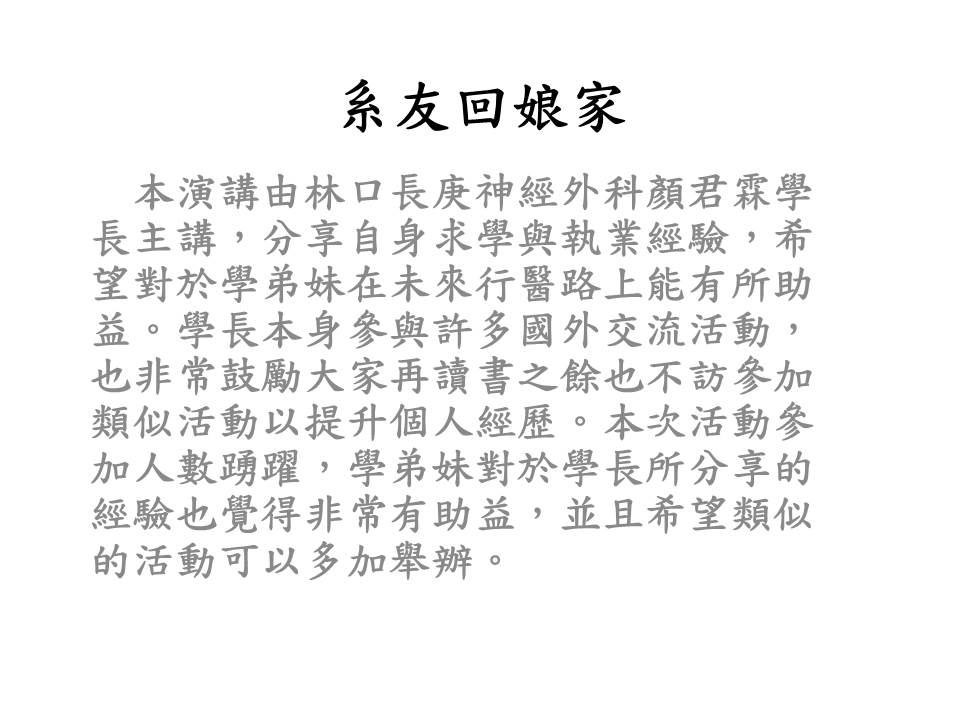 系友回娘家
本演講由林口長庚神經外科顏君霖學
長主講，分享自身求學與執業經驗，希
望對於學弟妹在未來行醫路上能有所助
益。學長本身參與許多國外交流活動，
也非常鼓勵大家再讀書之餘也不訪參加
類似活動以提升個人經歷。本次活動參
加人數踴躍，學弟妹對於學長所分享的
經驗也覺得非常有助益，並且希望類似
的活動可以多加舉辦。